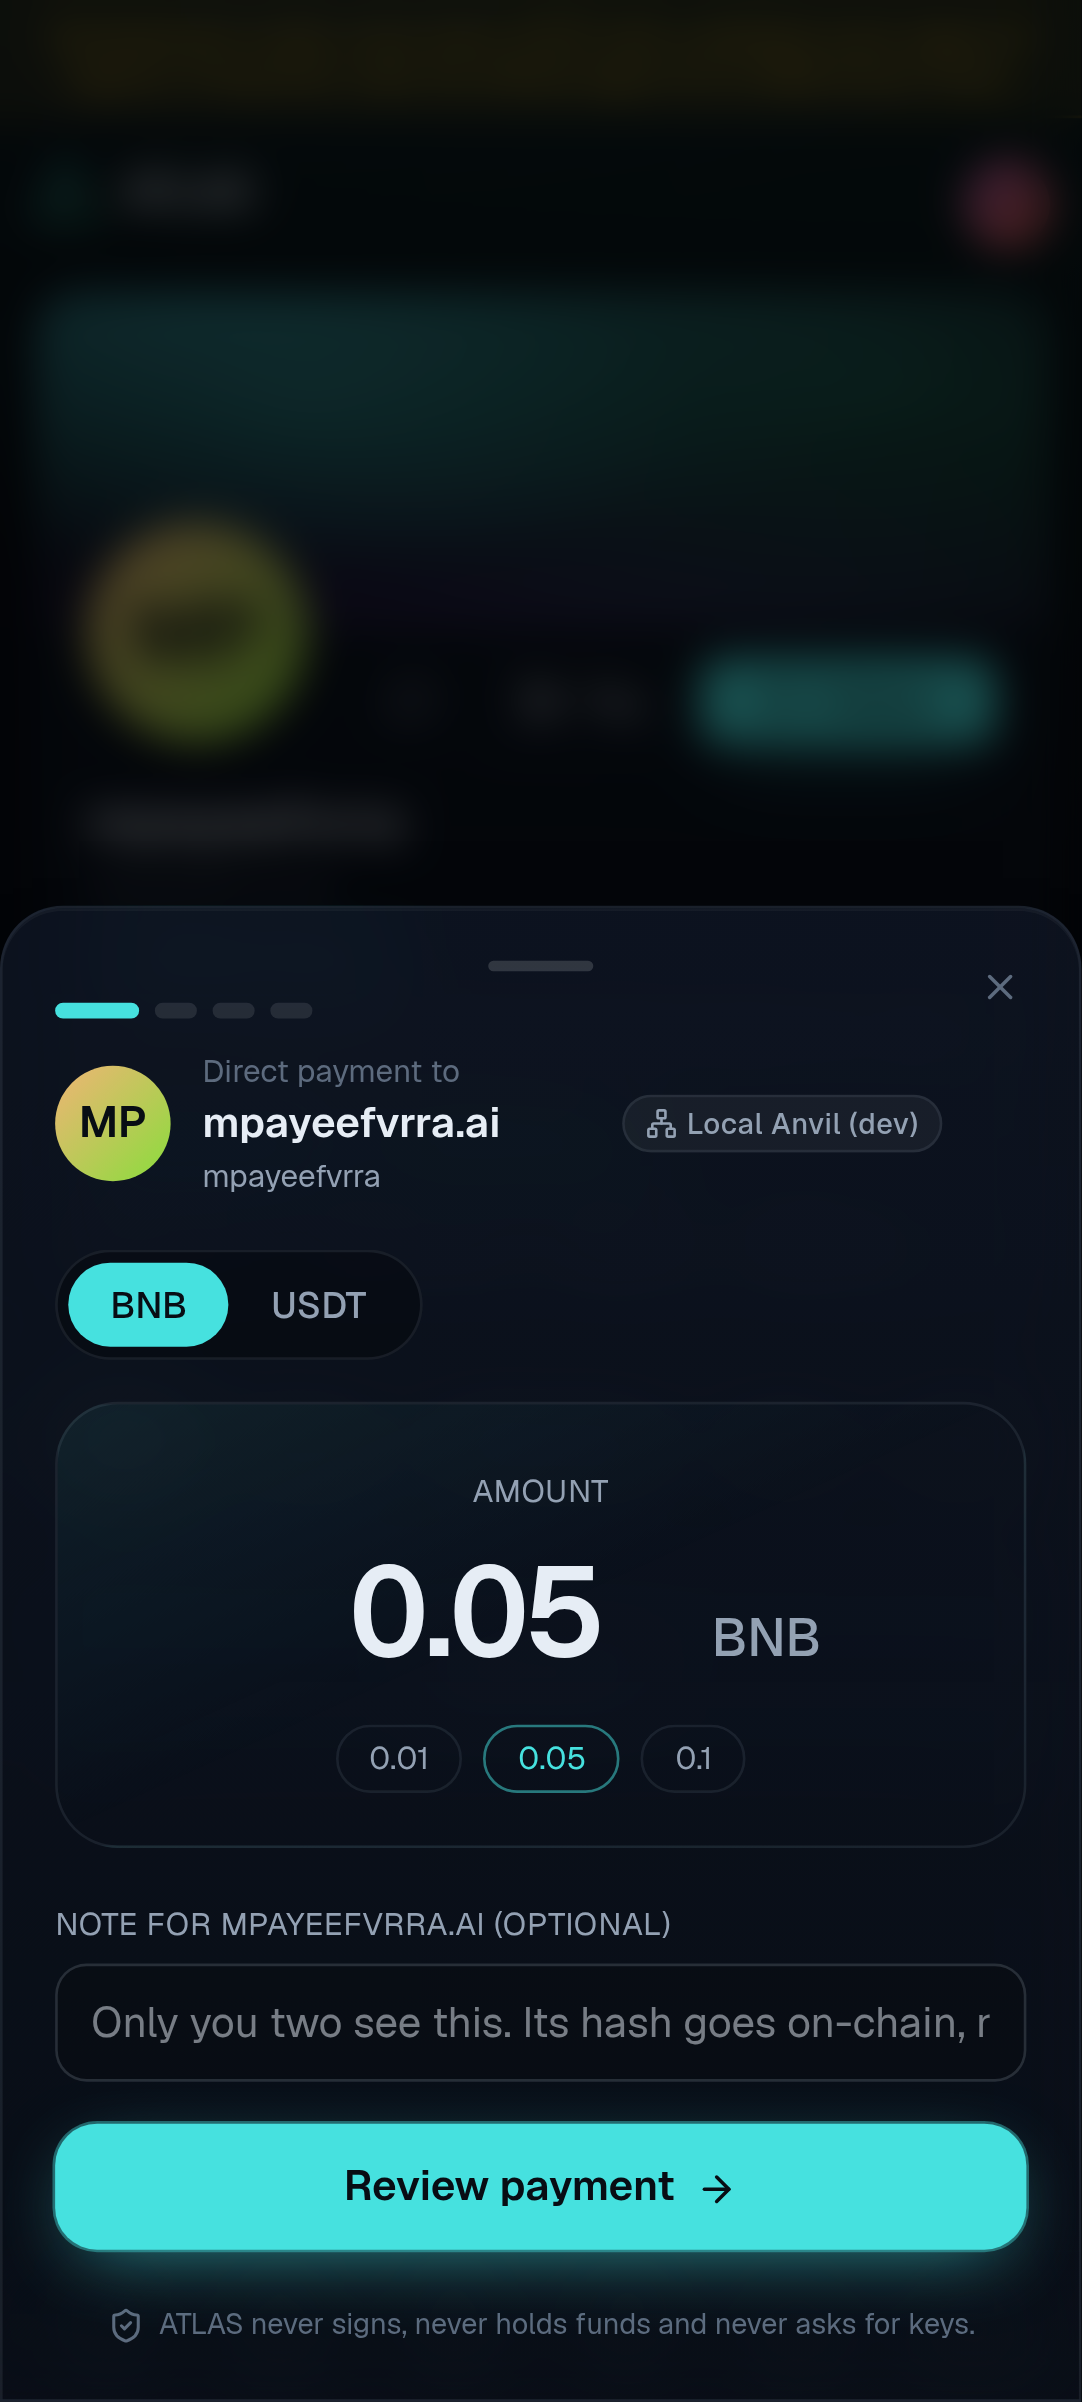 Direct payment to
MP
mpayeefvrra.ai
Local Anvil (dev)
mpayeefvrra
BNB
USDT
AMOUNT
0.05
BNB
0.01
0.05
0.1
NOTE FOR MPAYEEFVRRA.AI (OPTIONAL)
Only you two see this. Its hash goes on-chain, r
Review payment →
ATLAS never signs, never holds funds and never asks for keys.